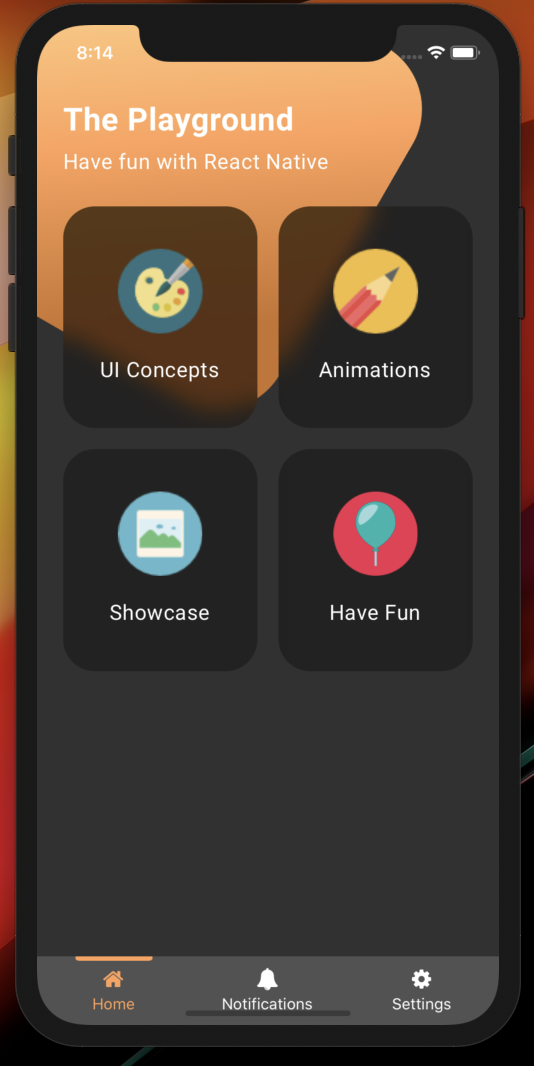 8:14
The Playground
Have fun with React Native
UI Concepts
Animations
Showcase
Have Fun
Home
Notifications
Settings